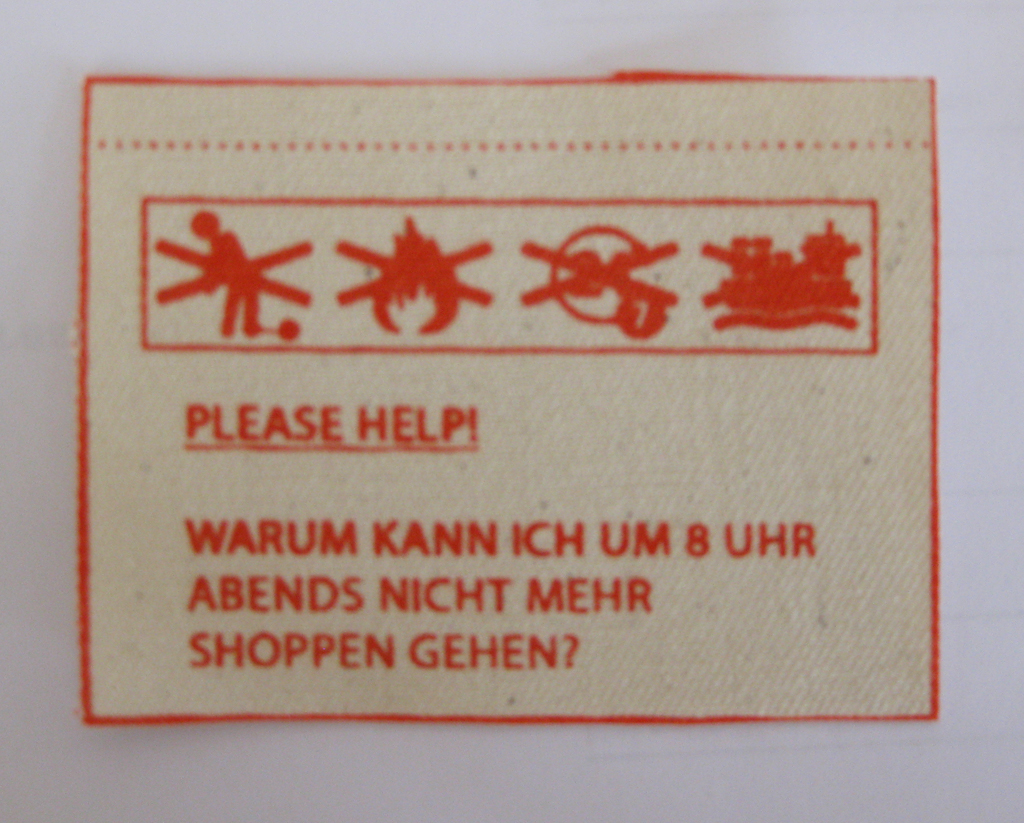 PLEASE HELP!
WARUM KANN ICH UM 8 UHR
ABENDS NICHT MEHR
SHOPPEN GEHEN?